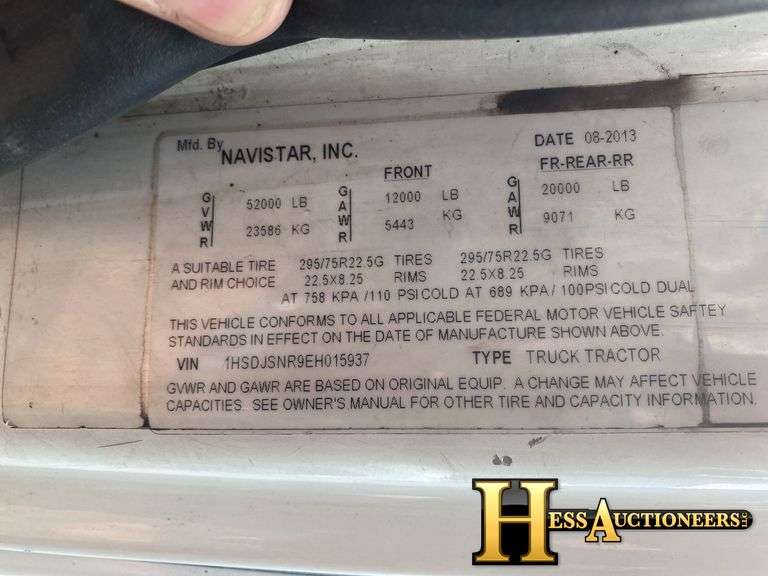 Mfd. By NAVISTAR, INC. DATE 08-2013
FRONT FR-REAR-RR
GVWR 52000 LB GAWR 12000 LB GAWR 20000 LB
23586 KG 5443 KG 9071 KG
A SUITABLE TIRE 295/75R22.5G TIRES 295/75R22.5G TIRES
AND RIM CHOICE 22.5X8.25 RIMS 22.5X8.25 RIMS
AT 758 KPA /110 PSI COLD AT 689 KPA / 100PSI COLD DUAL
THIS VEHICLE CONFORMS TO ALL APPLICABLE FEDERAL MOTOR VEHICLE SAFTEY
STANDARDS IN EFFECT ON THE DATE OF MANUFACTURE SHOWN ABOVE.
VIN 1HSDJSNR9EH015937 TYPE TRUCK TRACTOR
GVWR AND GAWR ARE BASED ON ORIGINAL EQUIP. A CHANGE MAY AFFECT VEHICLE
CAPACITIES. SEE OWNER'S MANUAL FOR OTHER TIRE AND CAPACITY INFORMATION.
HESS AUCTIONEERS LLC